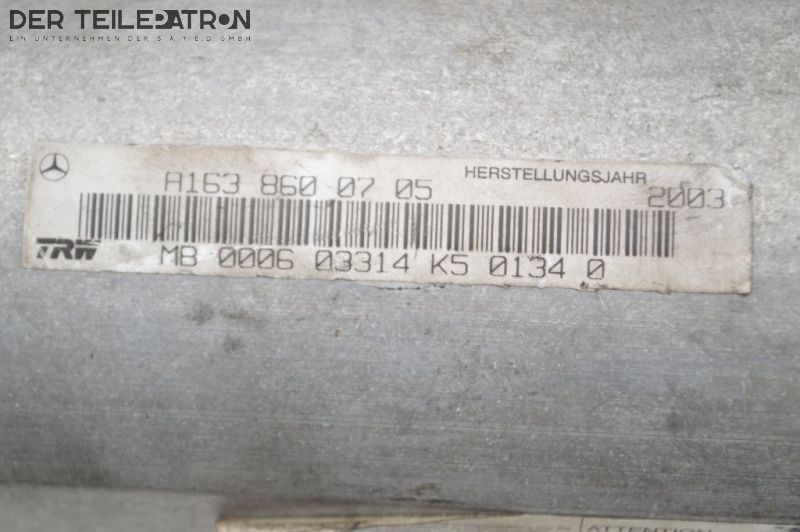 DER TEILEPATRON
EIN UNTERNEHMEN DER S A Y E D GMBH
A163 860 07 05
HERSTELLUNGSJAHR
2003
TRW
MB 0006 03314 K5 0134 0
ATTENTION